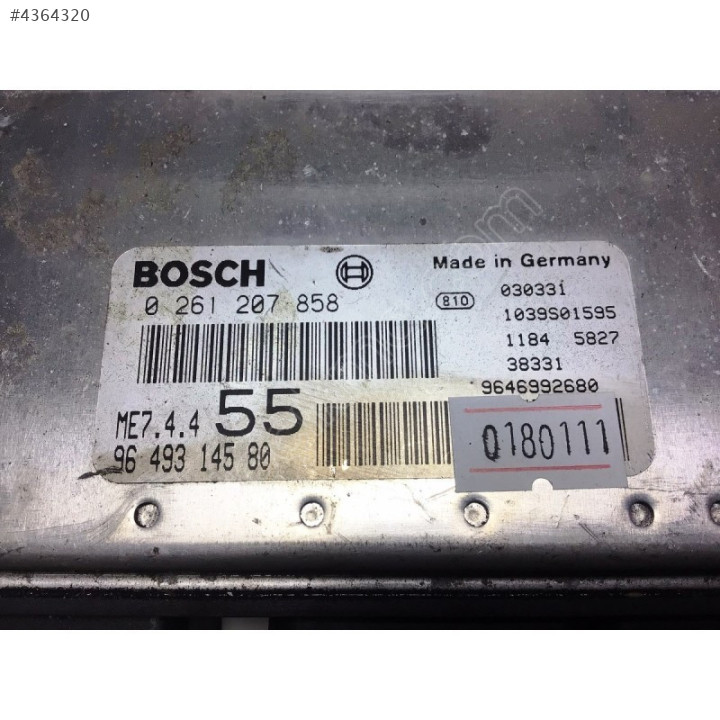 #4364320
BOSCH
Made in Germany
0 261 207 858
810
03033i
1039S01595
1184 5827
38331
9646992680
ME7.4.4 55
96 493 145 80
0180111